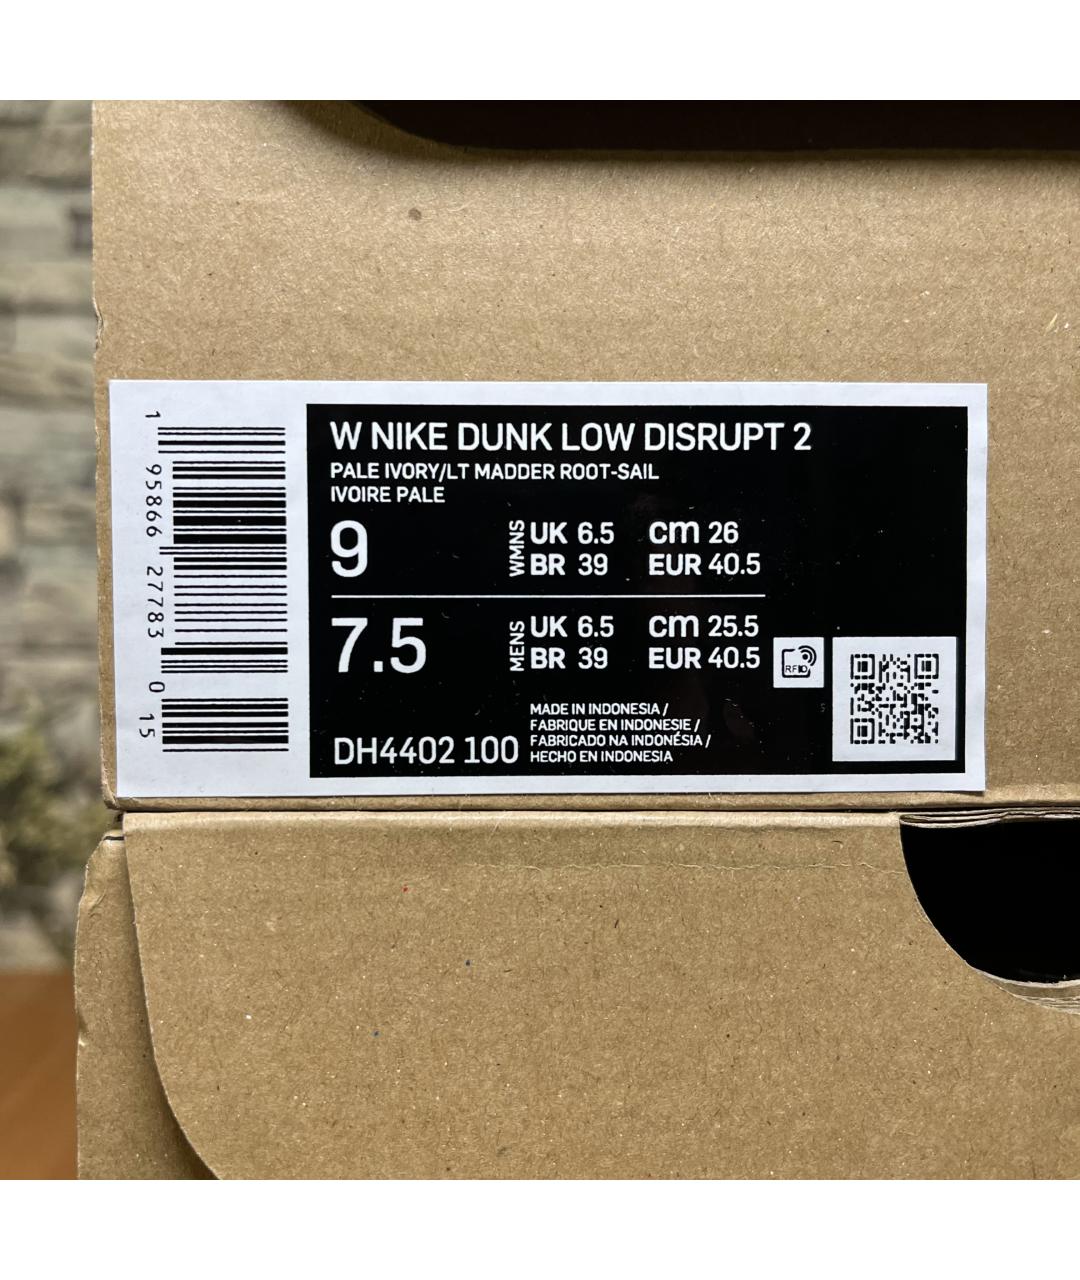 W NIKE DUNK LOW DISRUPT 2
PALE IVORY/LT MADDER ROOT-SAIL
IVOIRE PALE
9
WMNS
UK 6.5 cm 26
BR 39 EUR 40.5
7.5
MENS
UK 6.5 cm 25.5
BR 39 EUR 40.5
RFID
MADE IN INDONESIA /
FABRIQUE EN INDONESIE /
FABRICADO NA INDONÉSIA /
HECHO EN INDONESIA
DH4402 100
1 95866 27783 0 15